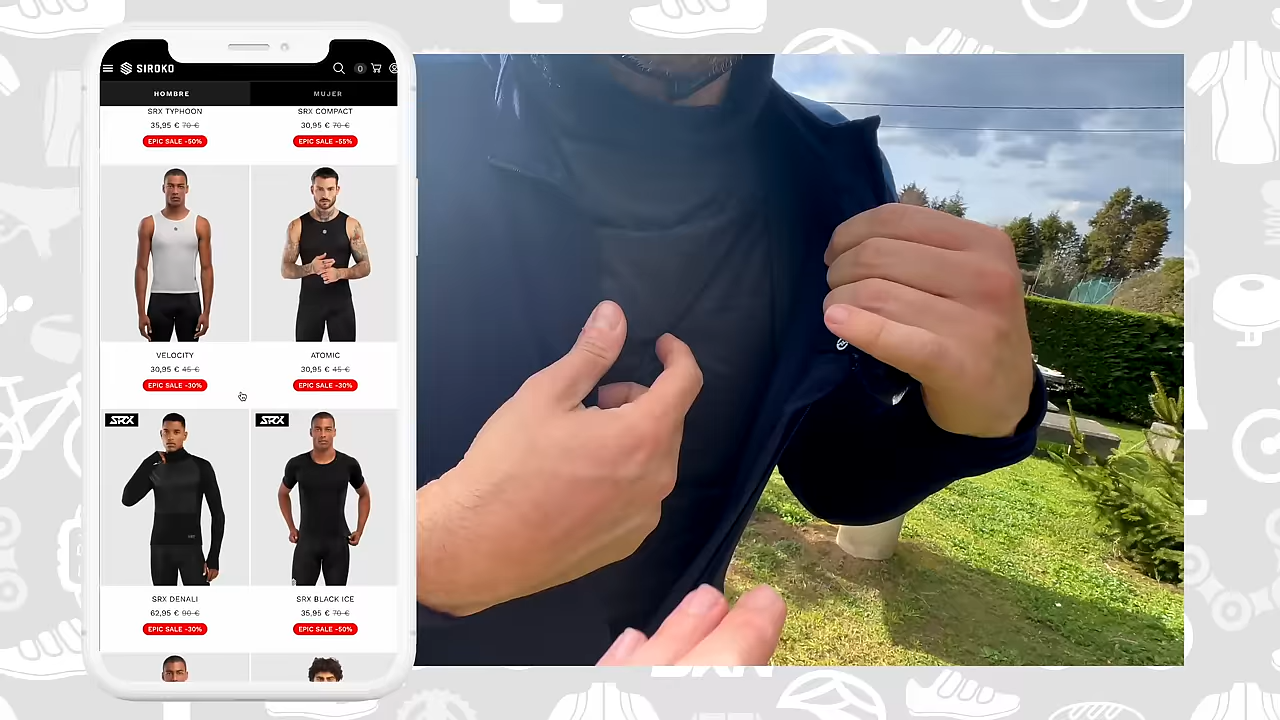 SIROKO
0
HOMBRE MUJER
SRX TYPHOON SRX COMPACT
35,95 € 70 € 30,95 € 70 €
EPIC SALE -50% EPIC SALE -55%
VELOCITY ATOMIC
30,95 € 45 € 30,95 € 45 €
EPIC SALE -30% EPIC SALE -30%
SRX SRX
SRX DENALI SRX BLACK ICE
62,95 € 90 € 35,95 € 70 €
EPIC SALE -30% EPIC SALE -50%